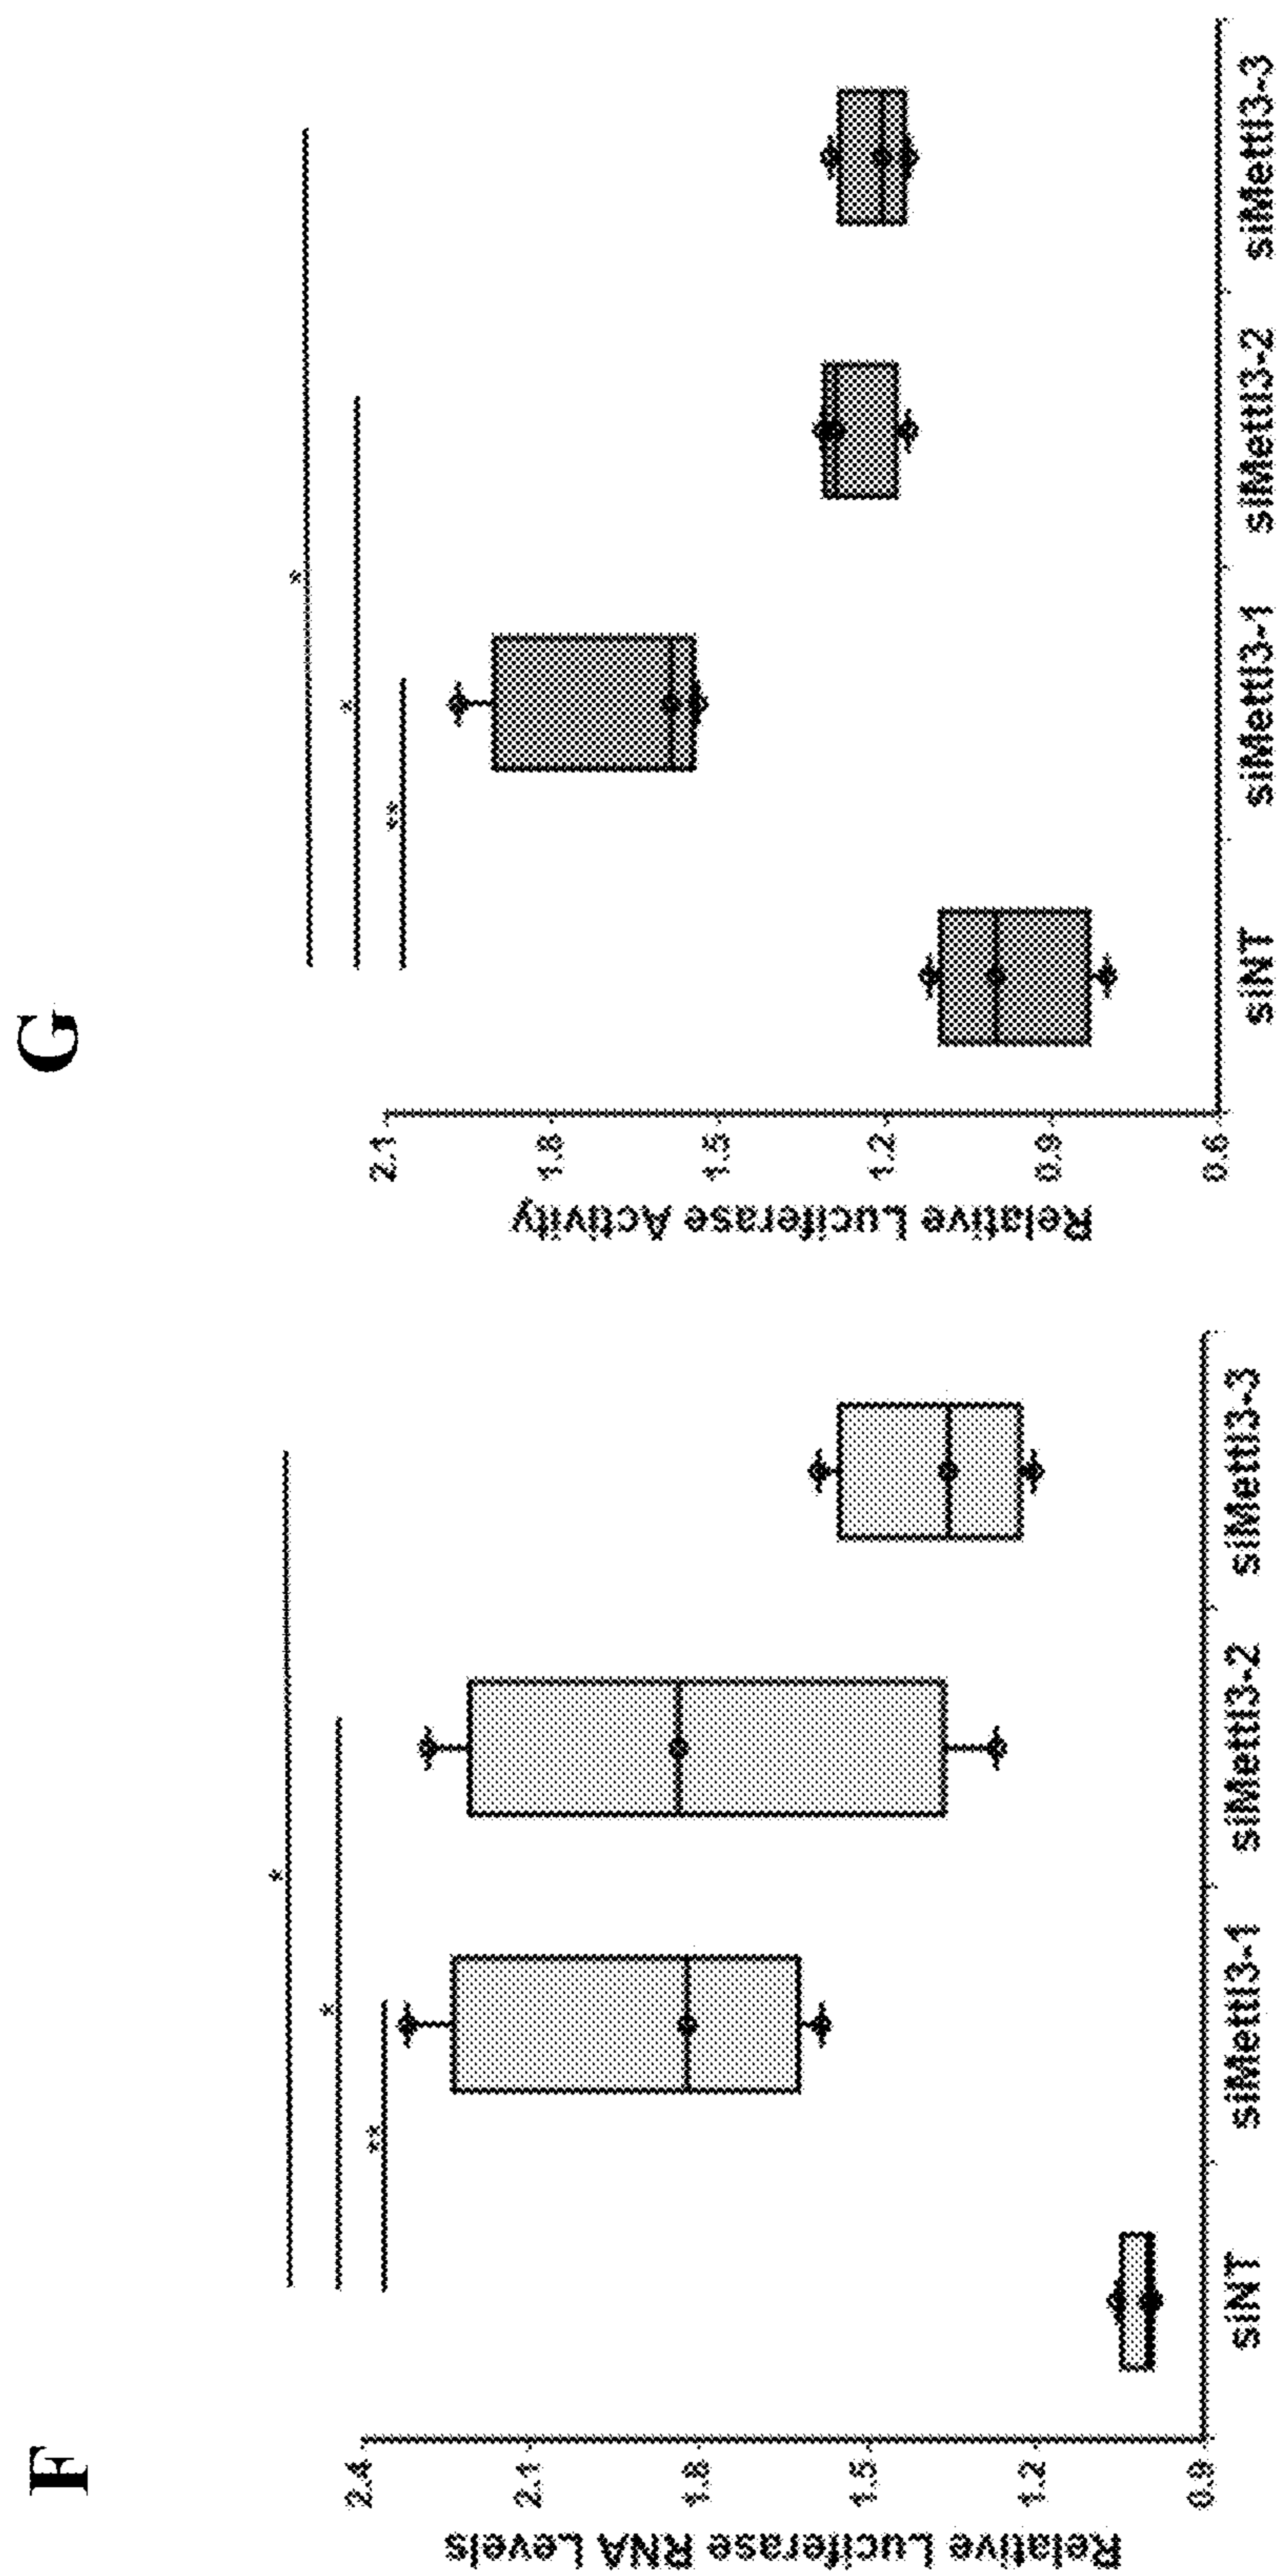 F
Relative Luciferase RNA Levels
2.4
2.1
1.8
1.5
1.2
0.9
*
*
**
siNT
siMettl3-1
siMettl3-2
siMettl3-3
G
Relative Luciferase Activity
2.1
1.8
1.5
1.2
0.9
0.6
*
*
**
siNT
siMettl3-1
siMettl3-2
siMettl3-3